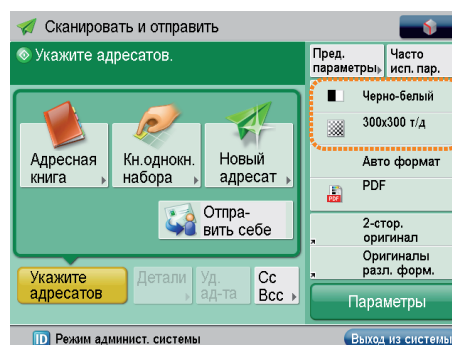 Сканировать и отправить
Укажите адресатов.
Пред.
параметры
Часто
исп. пар.
Черно-белый
300x300 т/д
Авто формат
PDF
PDF
2-стор.
оригинал
Оригиналы
разл. форм.
Параметры
Адресная
книга
Кн.однокн.
набора
Новый
адресат
Отпра-
вить себе
Укажите
адресатов
Детали
Уд.
ад-та
Cc
Bcc
ID Режим админист. системы
Выход из системы